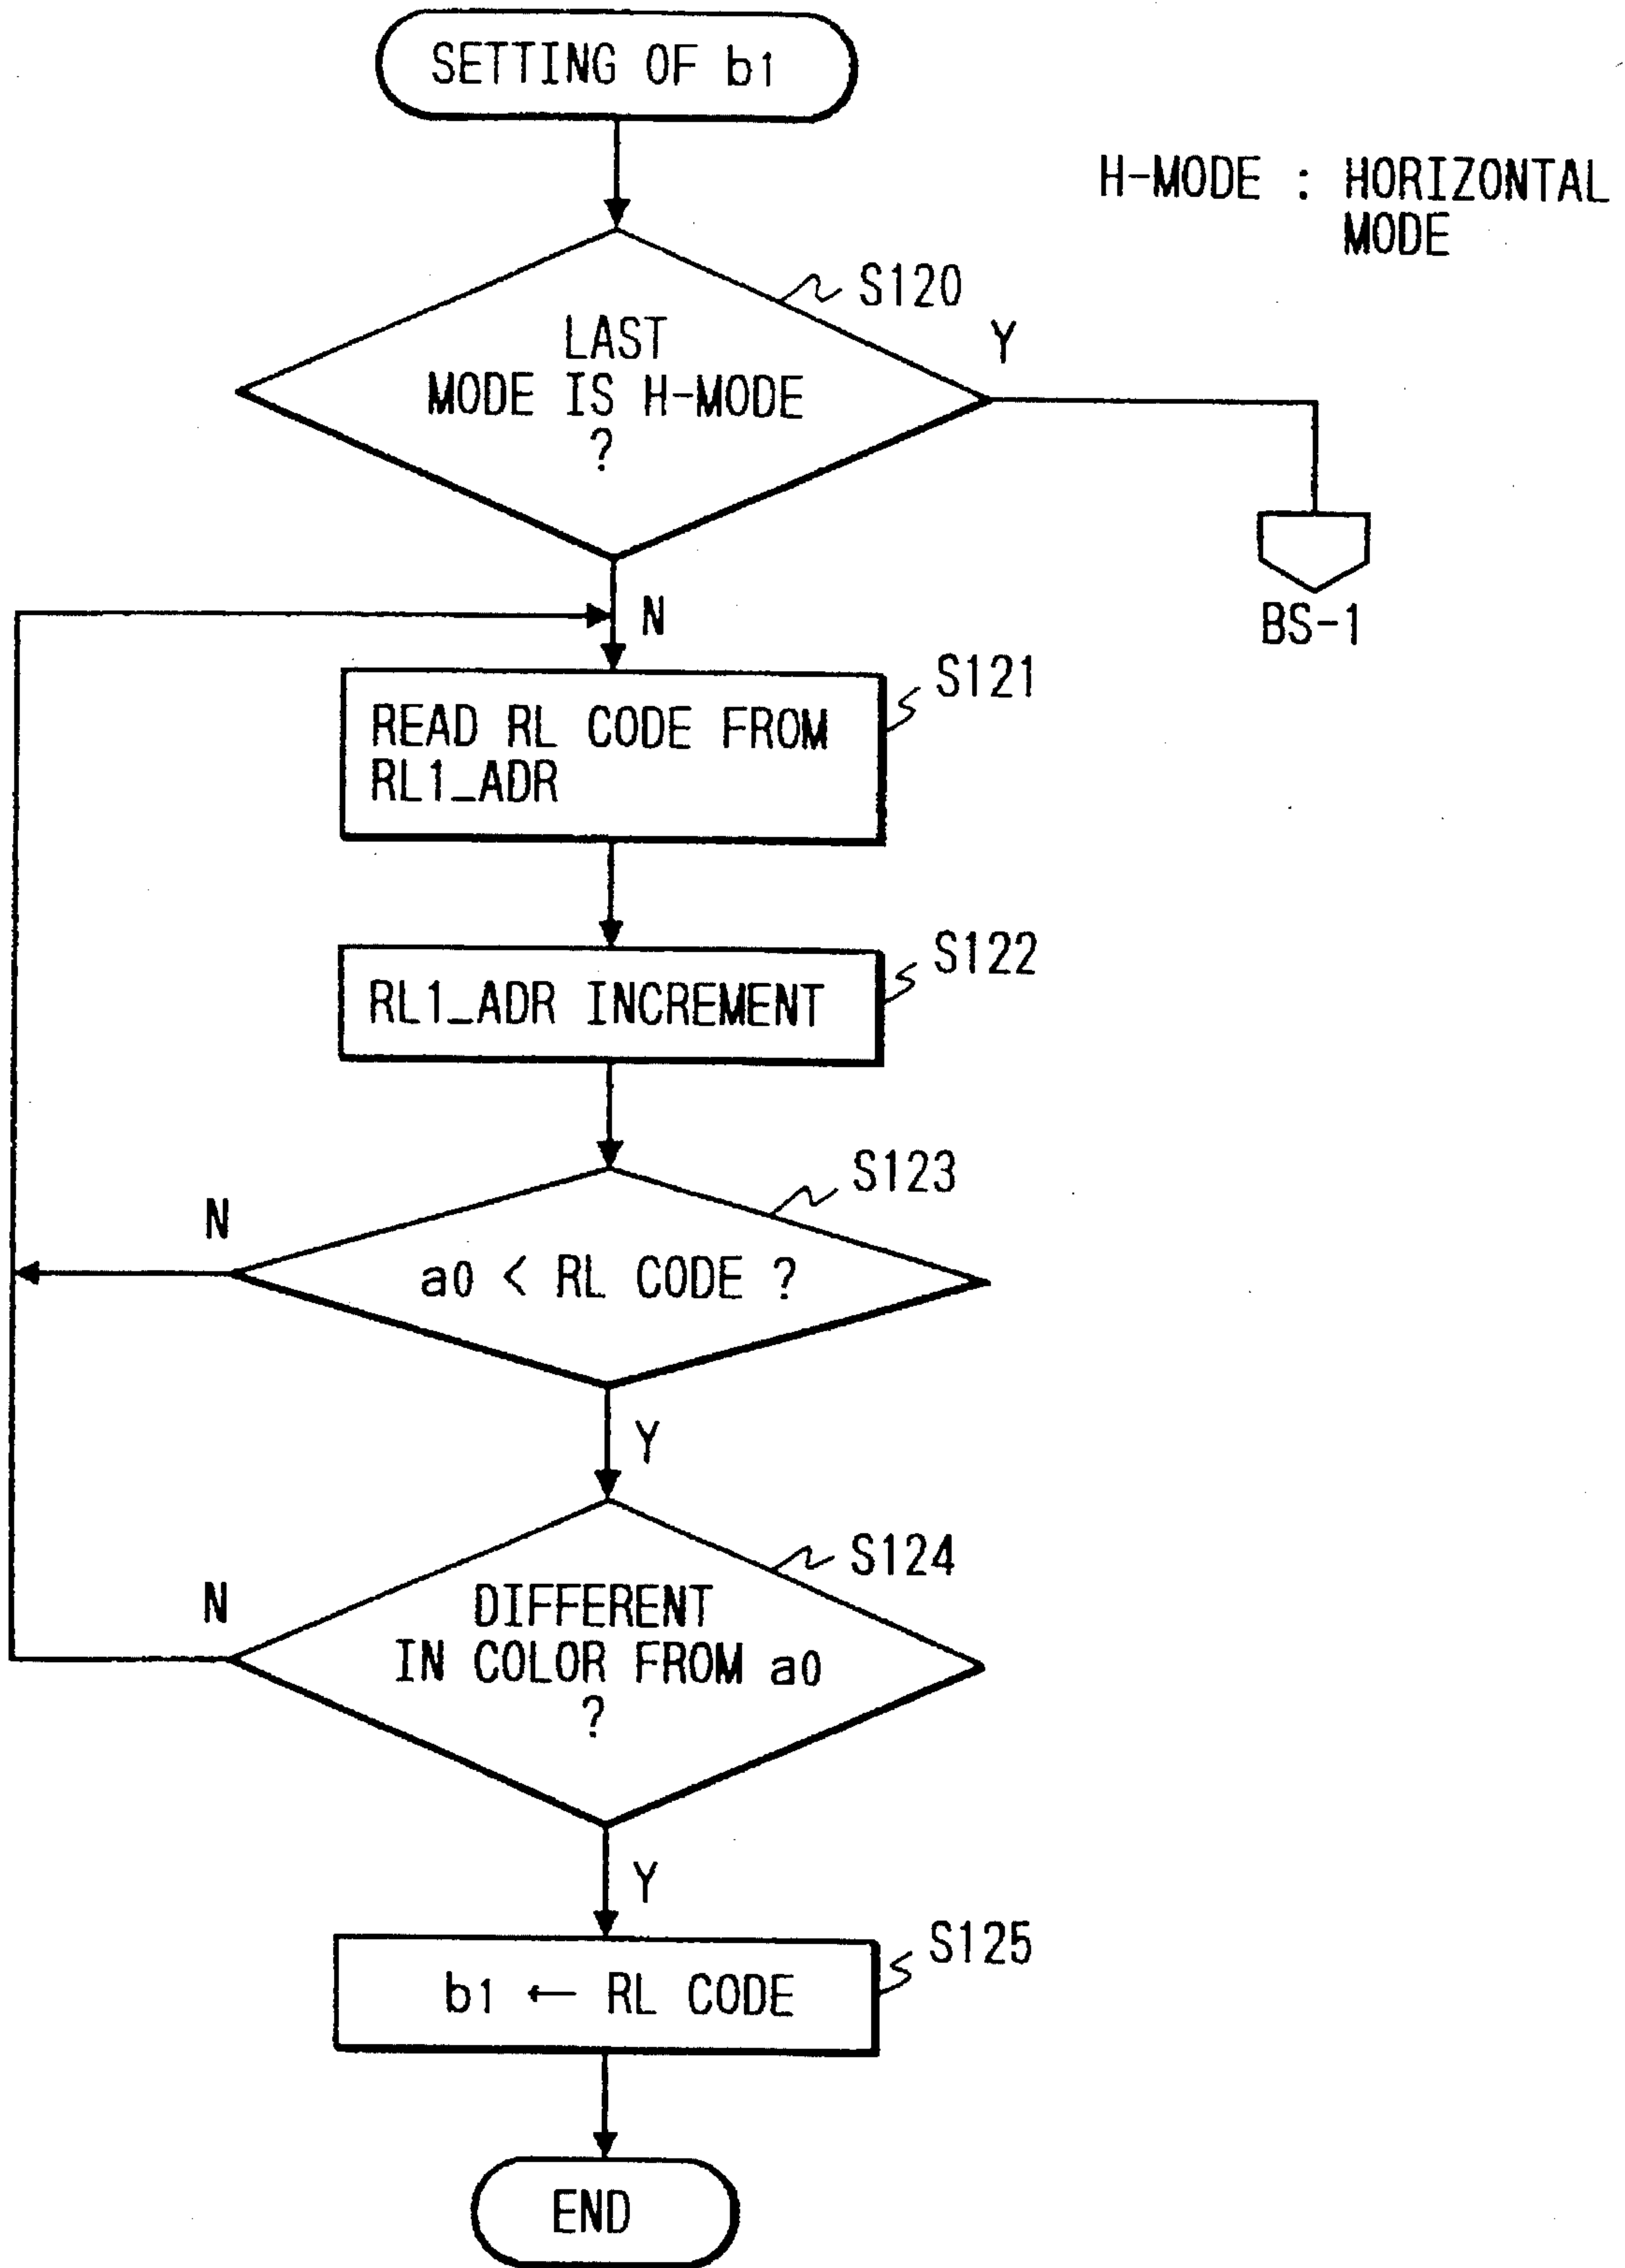 SETTING OF b1
H-MODE : HORIZONTAL
MODE
S120
LAST
MODE IS H-MODE
?
Y
BS-1
N
S121
READ RL CODE FROM
RL1_ADR
S122
RL1_ADR INCREMENT
S123
N
a0 < RL CODE ?
Y
S124
N
DIFFERENT
IN COLOR FROM a0
?
Y
S125
b1 ← RL CODE
END